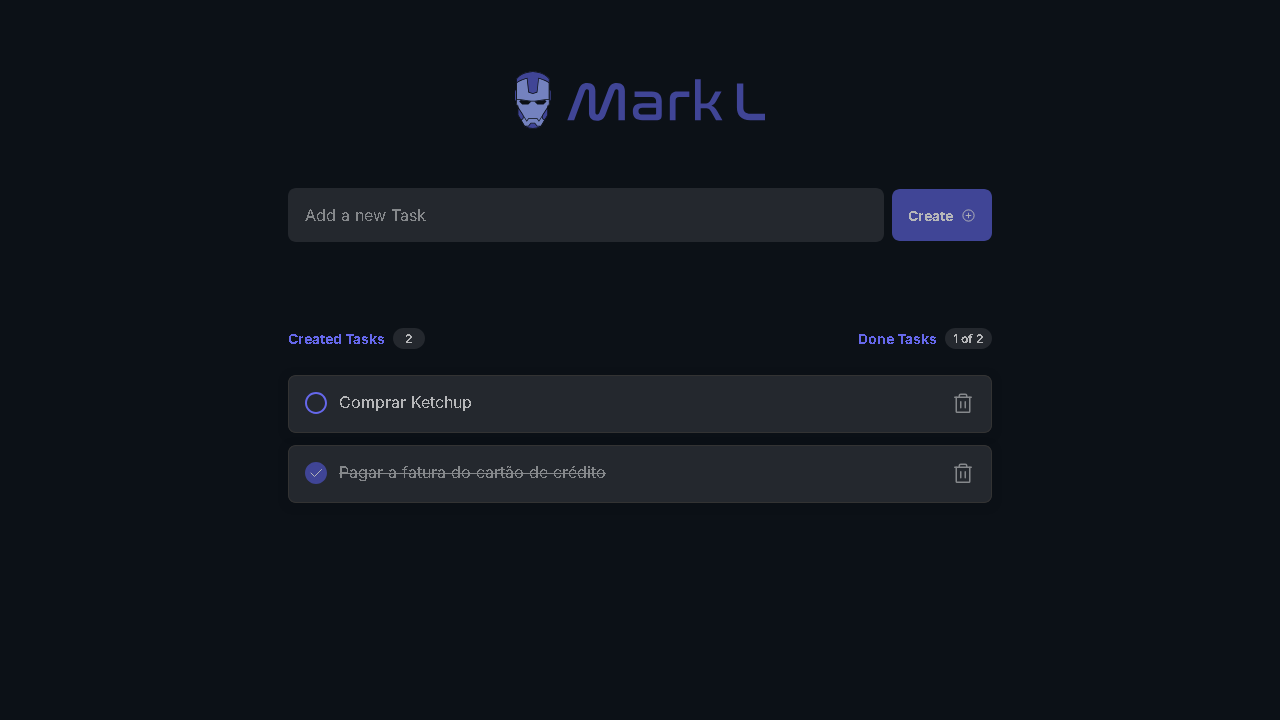 Mark L
Add a new Task
Create
Created Tasks 2
Done Tasks 1 of 2
Comprar Ketchup
Pagar a fatura do cartão de crédito